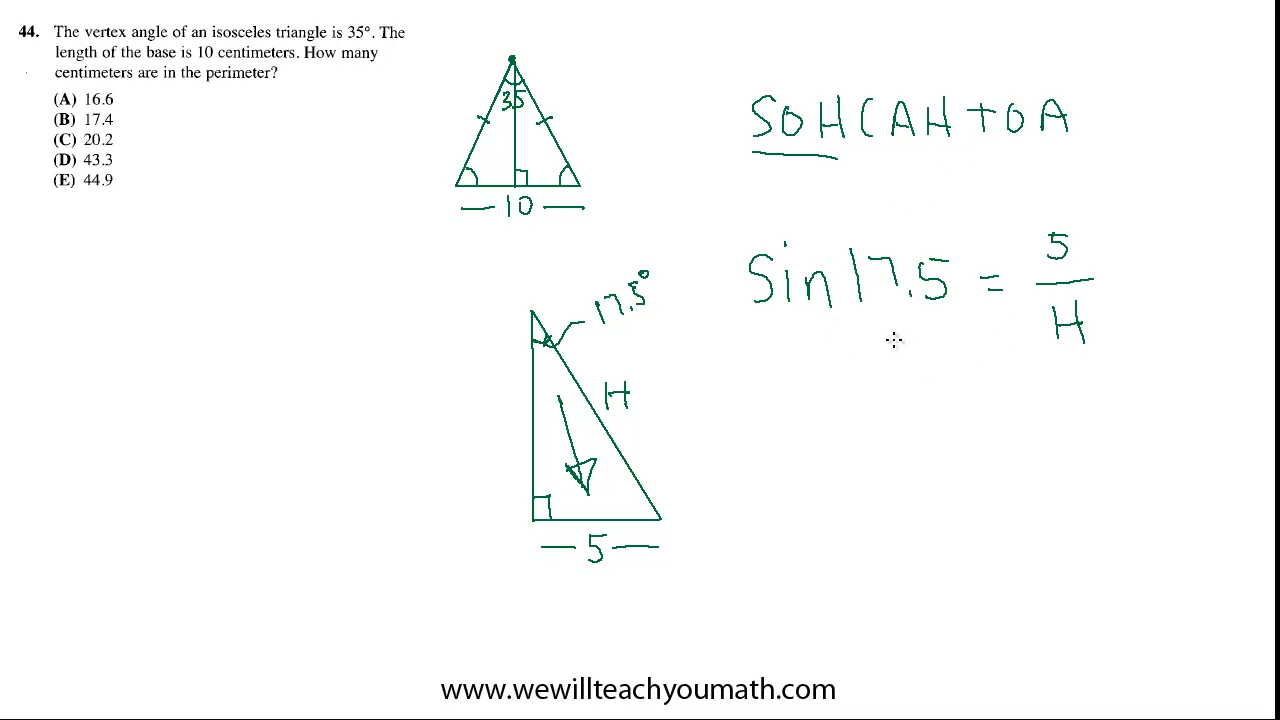 44. The vertex angle of an isosceles triangle is 35°. The
length of the base is 10 centimeters. How many
centimeters are in the perimeter?
(A) 16.6
(B) 17.4
(C) 20.2
(D) 43.3
(E) 44.9
35
10
SOHCAHTOA
Sin 17.5 = 5/H
17.5°
H
5
www.wewillteachyoumath.com